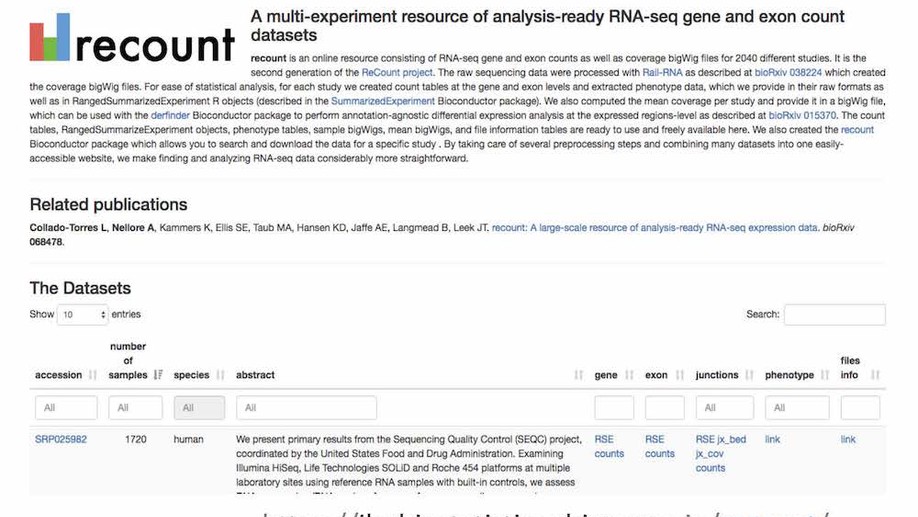 recount
A multi-experiment resource of analysis-ready RNA-seq gene and exon count
datasets
recount is an online resource consisting of RNA-seq gene and exon counts as well as coverage bigWig files for 2040 different studies. It is the
second generation of the ReCount project. The raw sequencing data were processed with Rail-RNA as described at bioRxiv 038224 which created
the coverage bigWig files. For ease of statistical analysis, for each study we created count tables at the gene and exon levels and extracted phenotype data, which we provide in their raw formats as
well as in RangedSummarizedExperiment R objects (described in the SummarizedExperiment Bioconductor package). We also computed the mean coverage per study and provide it in a bigWig file,
which can be used with the derfinder Bioconductor package to perform annotation-agnostic differential expression analysis at the expressed regions-level as described at bioRxiv 015370. The count
tables, RangedSummarizeExperiment objects, phenotype tables, sample bigWigs, mean bigWigs, and file information tables are ready to use and freely available here. We also created the recount
Bioconductor package which allows you to search and download the data for a specific study . By taking care of several preprocessing steps and combining many datasets into one easily-
accessible website, we make finding and analyzing RNA-seq data considerably more straightforward.
Related publications
Collado-Torres L, Nellore A, Kammers K, Ellis SE, Taub MA, Hansen KD, Jaffe AE, Langmead B, Leek JT. recount: A large-scale resource of analysis-ready RNA-seq expression data. bioRxiv
068478.
The Datasets
Show 10 entries Search:
number
of files
accession samples species abstract gene exon junctions phenotype info
All All All All All All
SRP025982 1720 human We present primary results from the Sequencing Quality Control (SEQC) project, RSE RSE RSE jx_bed link link
coordinated by the United States Food and Drug Administration. Examining counts counts jx_cov
Illumina HiSeq, Life Technologies SOLiD and Roche 454 platforms at multiple counts
laboratory sites using reference RNA samples with built-in controls, we assess